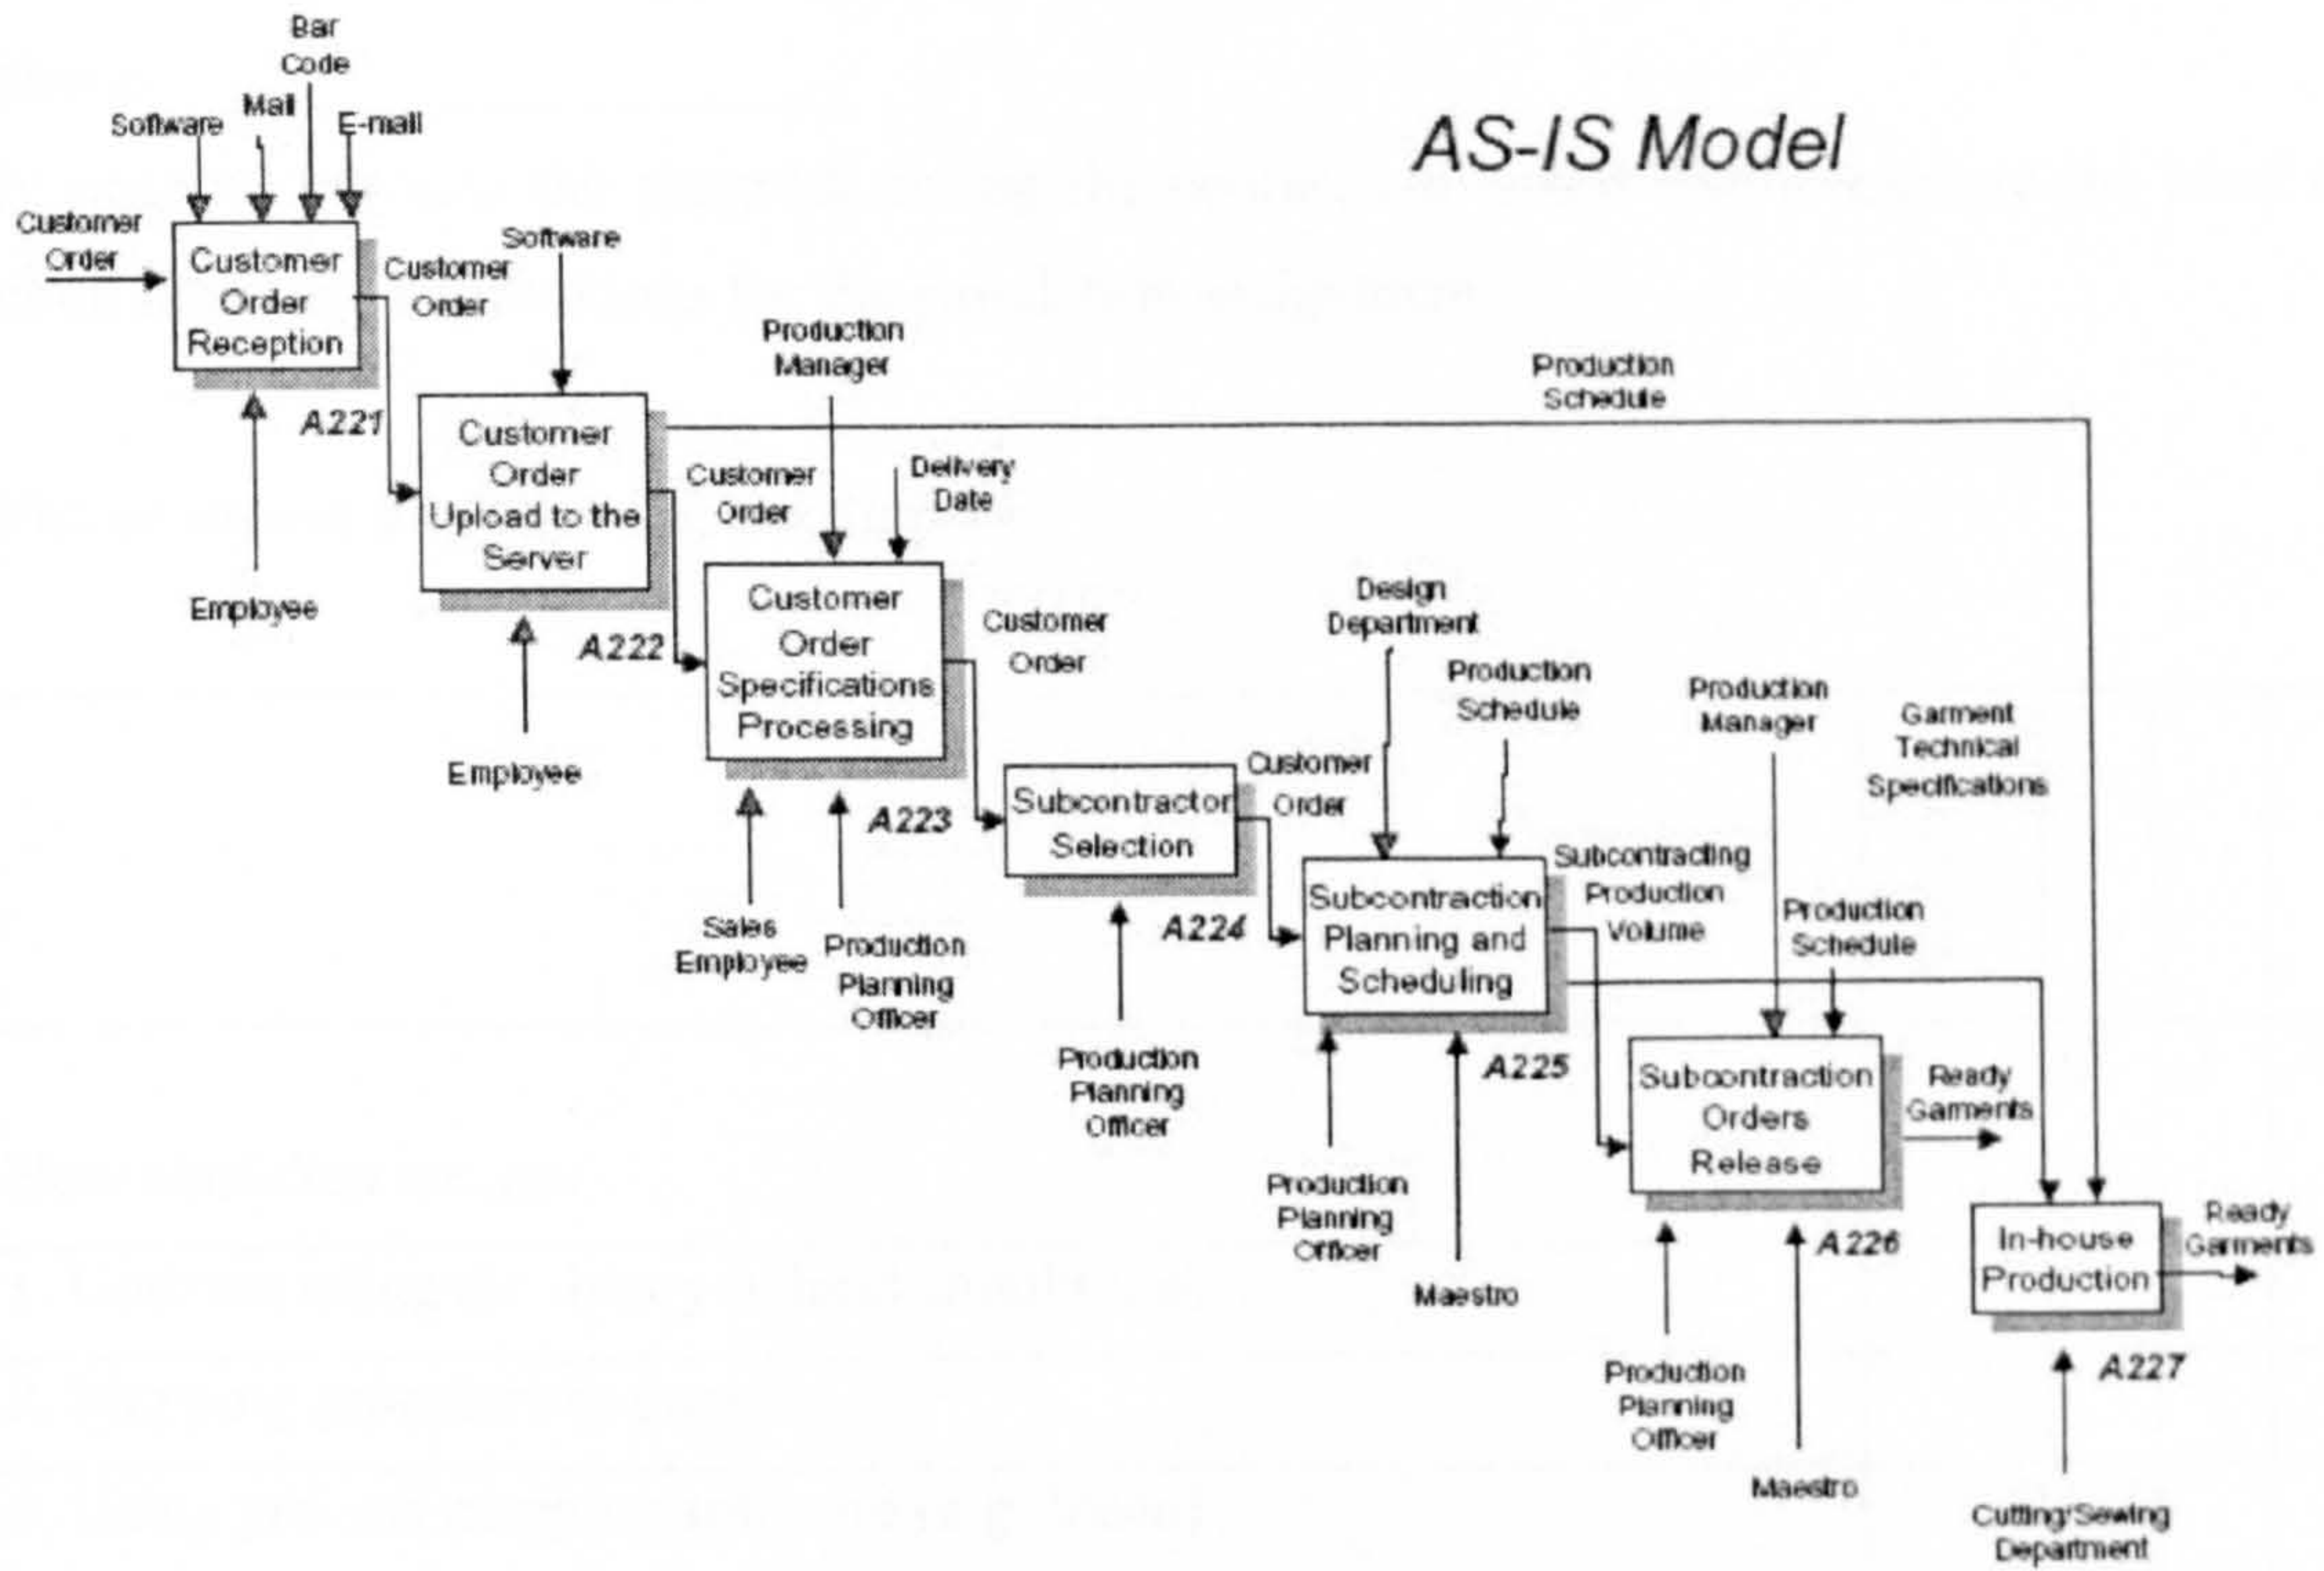 AS-IS Model
Bar
Code
Mail
Software
E-mail
Customer
Order
Customer
Order
Reception
A221
Employee
Customer
Order
Software
Customer
Order
Upload to the
Server
A222
Employee
Production
Schedule
Customer
Order
Production
Manager
Delivery
Date
Customer
Order
Specifications
Processing
A223
Sales
Employee
Production
Planning
Officer
Customer
Order
Subcontractor
Selection
A224
Production
Planning
Officer
Customer
Order
Design
Department
Production
Schedule
Subcontraction
Planning and
Scheduling
A225
Production
Planning
Officer
Maestro
Subcontracting
Production
Volume
Production
Manager
Garment
Technical
Specifications
Production
Schedule
Subcontraction
Orders
Release
A226
Production
Planning
Officer
Maestro
Ready
Garments
In-house
Production
A227
Cutting/Sewing
Department
Ready
Garments